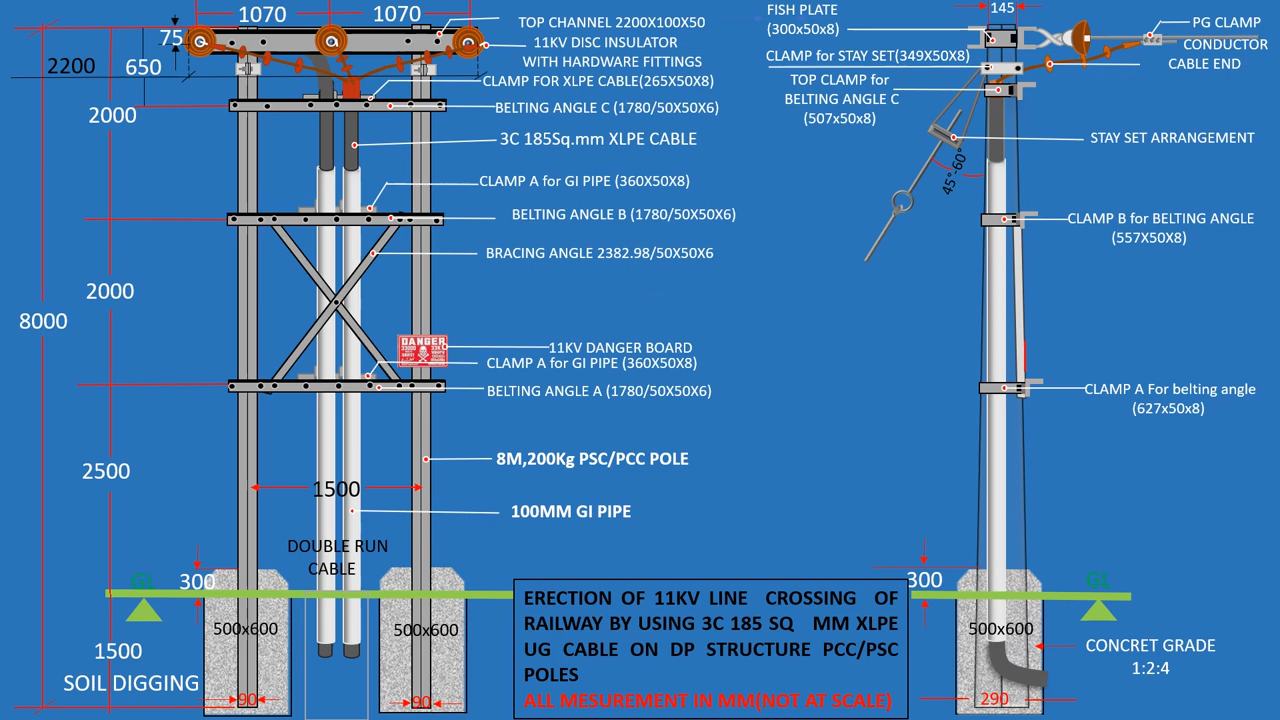 1070
1070
75
2200
650
2000
2000
8000
2500
1500
DOUBLE RUN
CABLE
GL
300
500x600
500x600
1500
SOIL DIGGING
90
90
TOP CHANNEL 2200X100X50
11KV DISC INSULATOR
WITH HARDWARE FITTINGS
CLAMP FOR XLPE CABLE(265X50X8)
BELTING ANGLE C (1780/50X50X6)
3C 185Sq.mm XLPE CABLE
CLAMP A for GI PIPE (360X50X8)
BELTING ANGLE B (1780/50X50X6)
BRACING ANGLE 2382.98/50X50X6
DANGER
11KV DANGER BOARD
CLAMP A for GI PIPE (360X50X8)
BELTING ANGLE A (1780/50X50X6)
8M,200Kg PSC/PCC POLE
100MM GI PIPE
ERECTION OF 11KV LINE CROSSING OF
RAILWAY BY USING 3C 185 SQ MM XLPE
UG CABLE ON DP STRUCTURE PCC/PSC
POLES
ALL MESUREMENT IN MM(NOT AT SCALE)
FISH PLATE
(300x50x8)
145
CLAMP for STAY SET(349X50X8)
TOP CLAMP for
BELTING ANGLE C
(507x50x8)
PG CLAMP
CONDUCTOR
CABLE END
STAY SET ARRANGEMENT
45°-60°
CLAMP B for BELTING ANGLE
(557X50X8)
CLAMP A For belting angle
(627x50x8)
300
GL
500x600
CONCRET GRADE
1:2:4
290